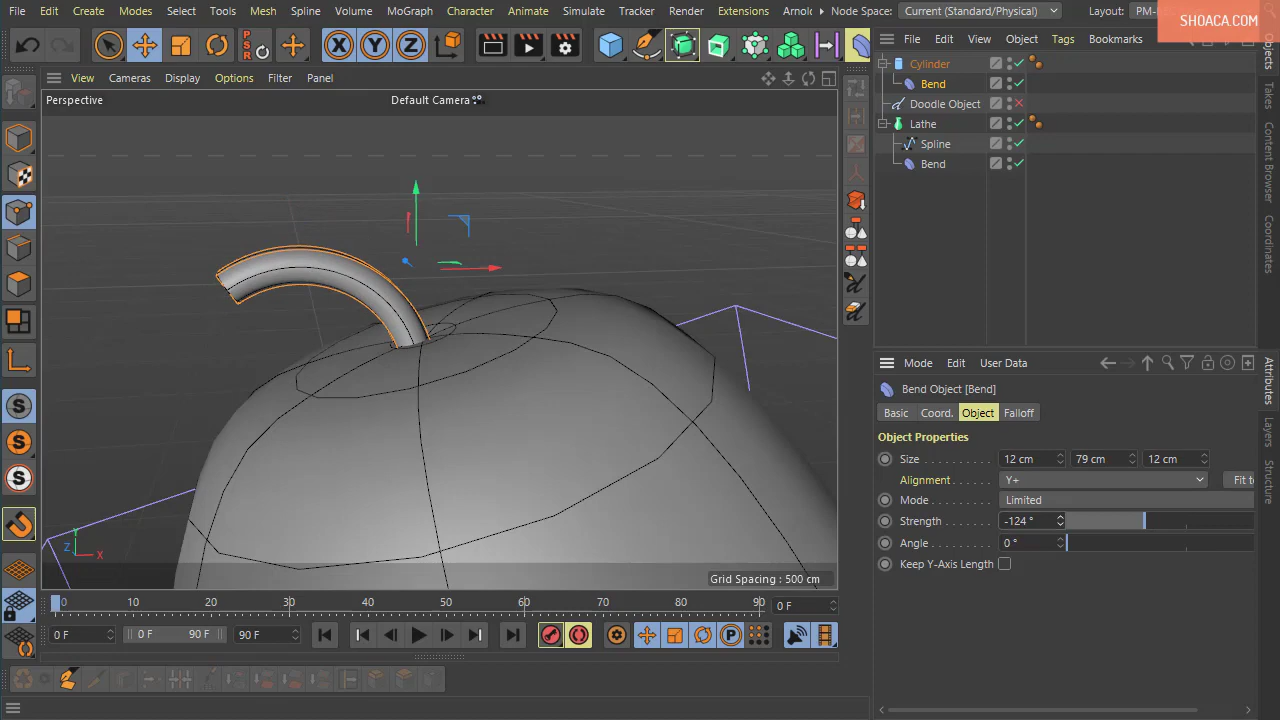 File Edit Create Modes Select Tools Mesh Spline Volume MoGraph Character Animate Simulate Tracker Render Extensions Arnol Node Space: Current (Standard/Physical) Layout:
SHOACA.COM
PSR X Y Z
File Edit View Object Tags Bookmarks
View Cameras Display Options Filter Panel
Perspective
Default Camera
Cylinder
Bend
Doodle Object
Lathe
Spline
Bend
Objects
Takes
Content Browser
Coordinates
Mode Edit User Data
Bend Object [Bend]
Basic Coord. Object Falloff
Object Properties
Size 12 cm 79 cm 12 cm
Alignment Y+ Fit to
Mode Limited
Strength -124 °
Angle 0 °
Keep Y-Axis Length
Attributes
Layers
Structure
S
S
S
Y
Z
X
Grid Spacing : 500 cm
0 10 20 30 40 50 60 70 80 90 0 F
0 F 0 F 90 F 90 F P